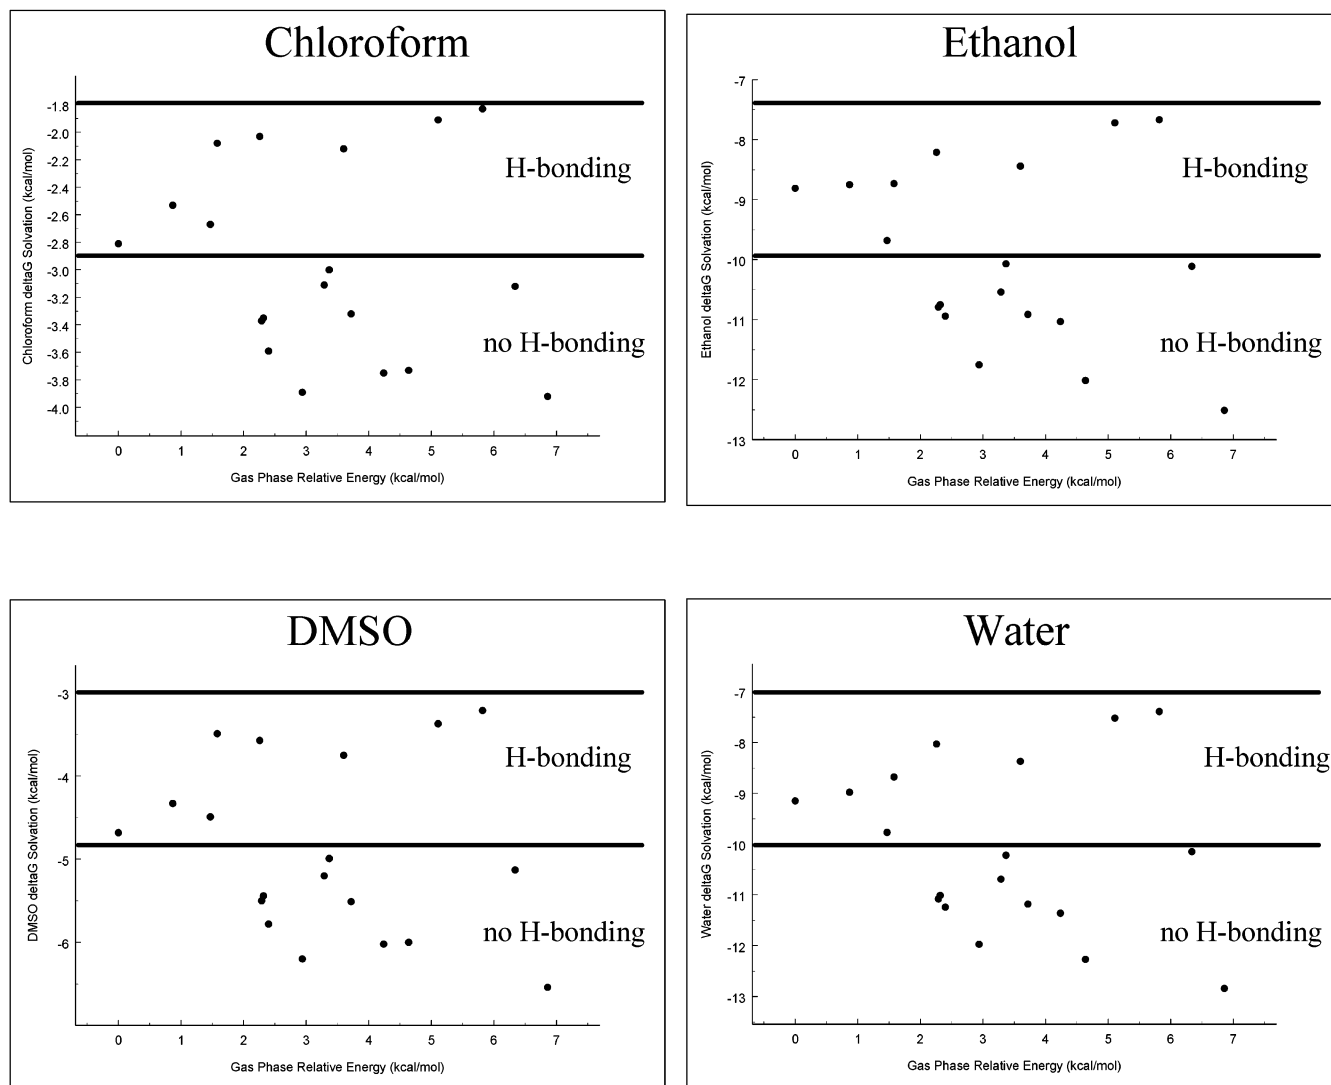 Chloroform
Chloroform deltaG Solvation (kcal/mol)
-1.8
-2.0
-2.2
-2.4
-2.6
-2.8
-3.0
-3.2
-3.4
-3.6
-3.8
-4.0
H-bonding
no H-bonding
0 1 2 3 4 5 6 7
Gas Phase Relative Energy (kcal/mol)
Ethanol
Ethanol deltaG Solvation (kcal/mol)
-7
-8
-9
-10
-11
-12
-13
H-bonding
no H-bonding
0 1 2 3 4 5 6 7
Gas Phase Relative Energy (kcal/mol)
DMSO
DMSO deltaG Solvation (kcal/mol)
-3
-4
-5
-6
H-bonding
no H-bonding
0 1 2 3 4 5 6 7
Gas Phase Relative Energy (kcal/mol)
Water
Water deltaG Solvation (kcal/mol)
-7
-8
-9
-10
-11
-12
-13
H-bonding
no H-bonding
0 1 2 3 4 5 6 7
Gas Phase Relative Energy (kcal/mol)